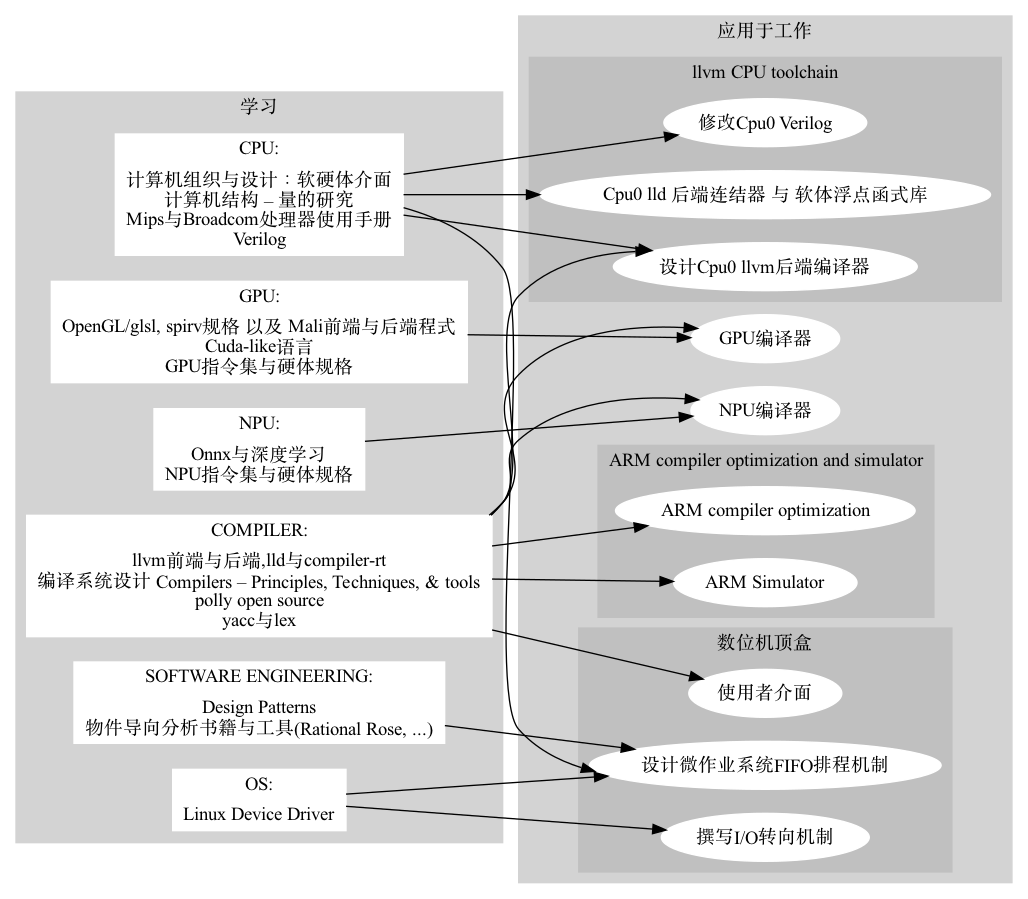 学习
CPU:
计算机组织与设计：软硬体介面
计算机结构 – 量的研究
Mips与Broadcom处理器使用手册
Verilog
GPU:
OpenGL/glsl, spirv规格 以及 Mali前端与后端程式
Cuda-like语言
GPU指令集与硬体规格
NPU:
Onnx与深度学习
NPU指令集与硬体规格
COMPILER:
llvm前端与后端,lld与compiler-rt
编译系统设计 Compilers – Principles, Techniques, & tools
polly open source
yacc与lex
SOFTWARE ENGINEERING:
Design Patterns
物件导向分析书籍与工具(Rational Rose, ...)
OS:
Linux Device Driver
应用于工作
llvm CPU toolchain
修改Cpu0 Verilog
Cpu0 lld 后端连结器 与 软体浮点函式库
设计Cpu0 llvm后端编译器
GPU编译器
NPU编译器
ARM compiler optimization and simulator
ARM compiler optimization
ARM Simulator
数位机顶盒
使用者介面
设计微作业系统FIFO排程机制
撰写I/O转向机制